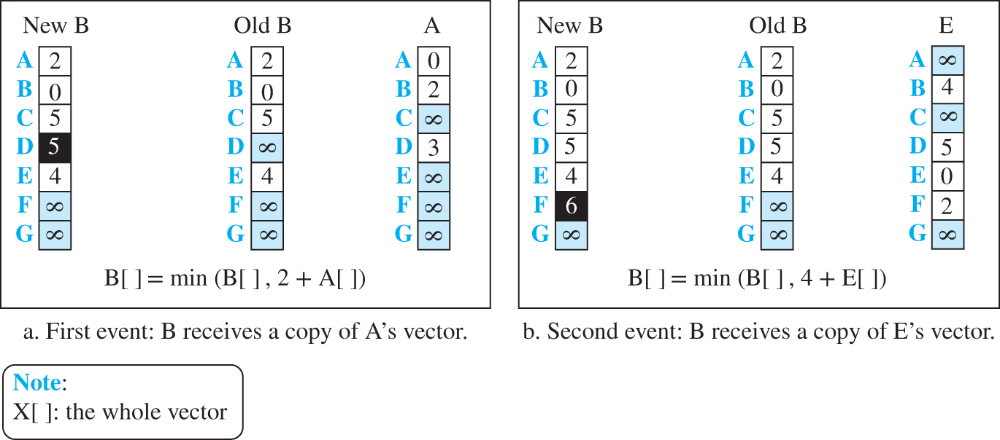 New B Old B A
A 2 A 2 A 0
B 0 B 0 B 2
C 5 C 5 C ∞
D 5 D ∞ D 3
E 4 E 4 E ∞
F ∞ F ∞ F ∞
G ∞ G ∞ G ∞
B[ ] = min (B[ ] , 2 + A[ ])
a. First event: B receives a copy of A’s vector.
New B Old B E
A 2 A 2 A ∞
B 0 B 0 B 4
C 5 C 5 C ∞
D 5 D 5 D 5
E 4 E 4 E 0
F 6 F ∞ F 2
G ∞ G ∞ G ∞
B[ ] = min (B[ ] , 4 + E[ ])
b. Second event: B receives a copy of E’s vector.
Note:
X[ ]: the whole vector